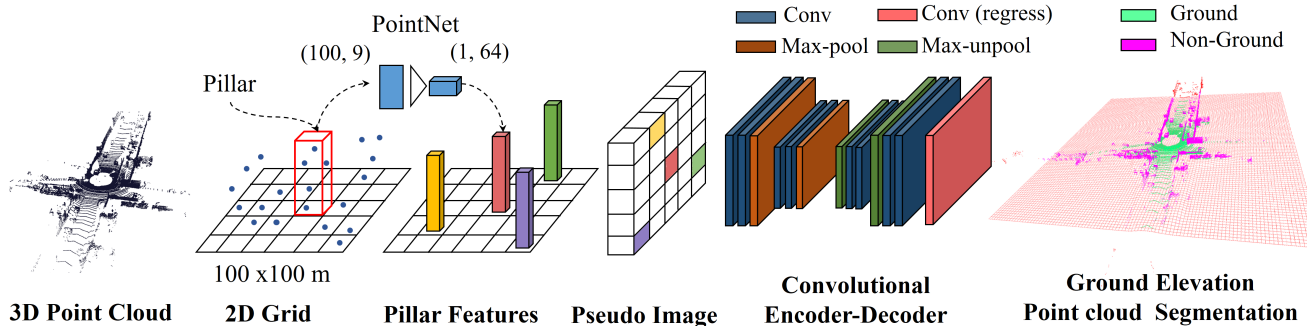 PointNet
(100, 9)
(1, 64)
Pillar
Conv
Conv (regress)
Max-pool
Max-unpool
Ground
Non-Ground
100 x100 m
3D Point Cloud
2D Grid
Pillar Features
Pseudo Image
Convolutional
Encoder-Decoder
Ground Elevation
Point cloud Segmentation